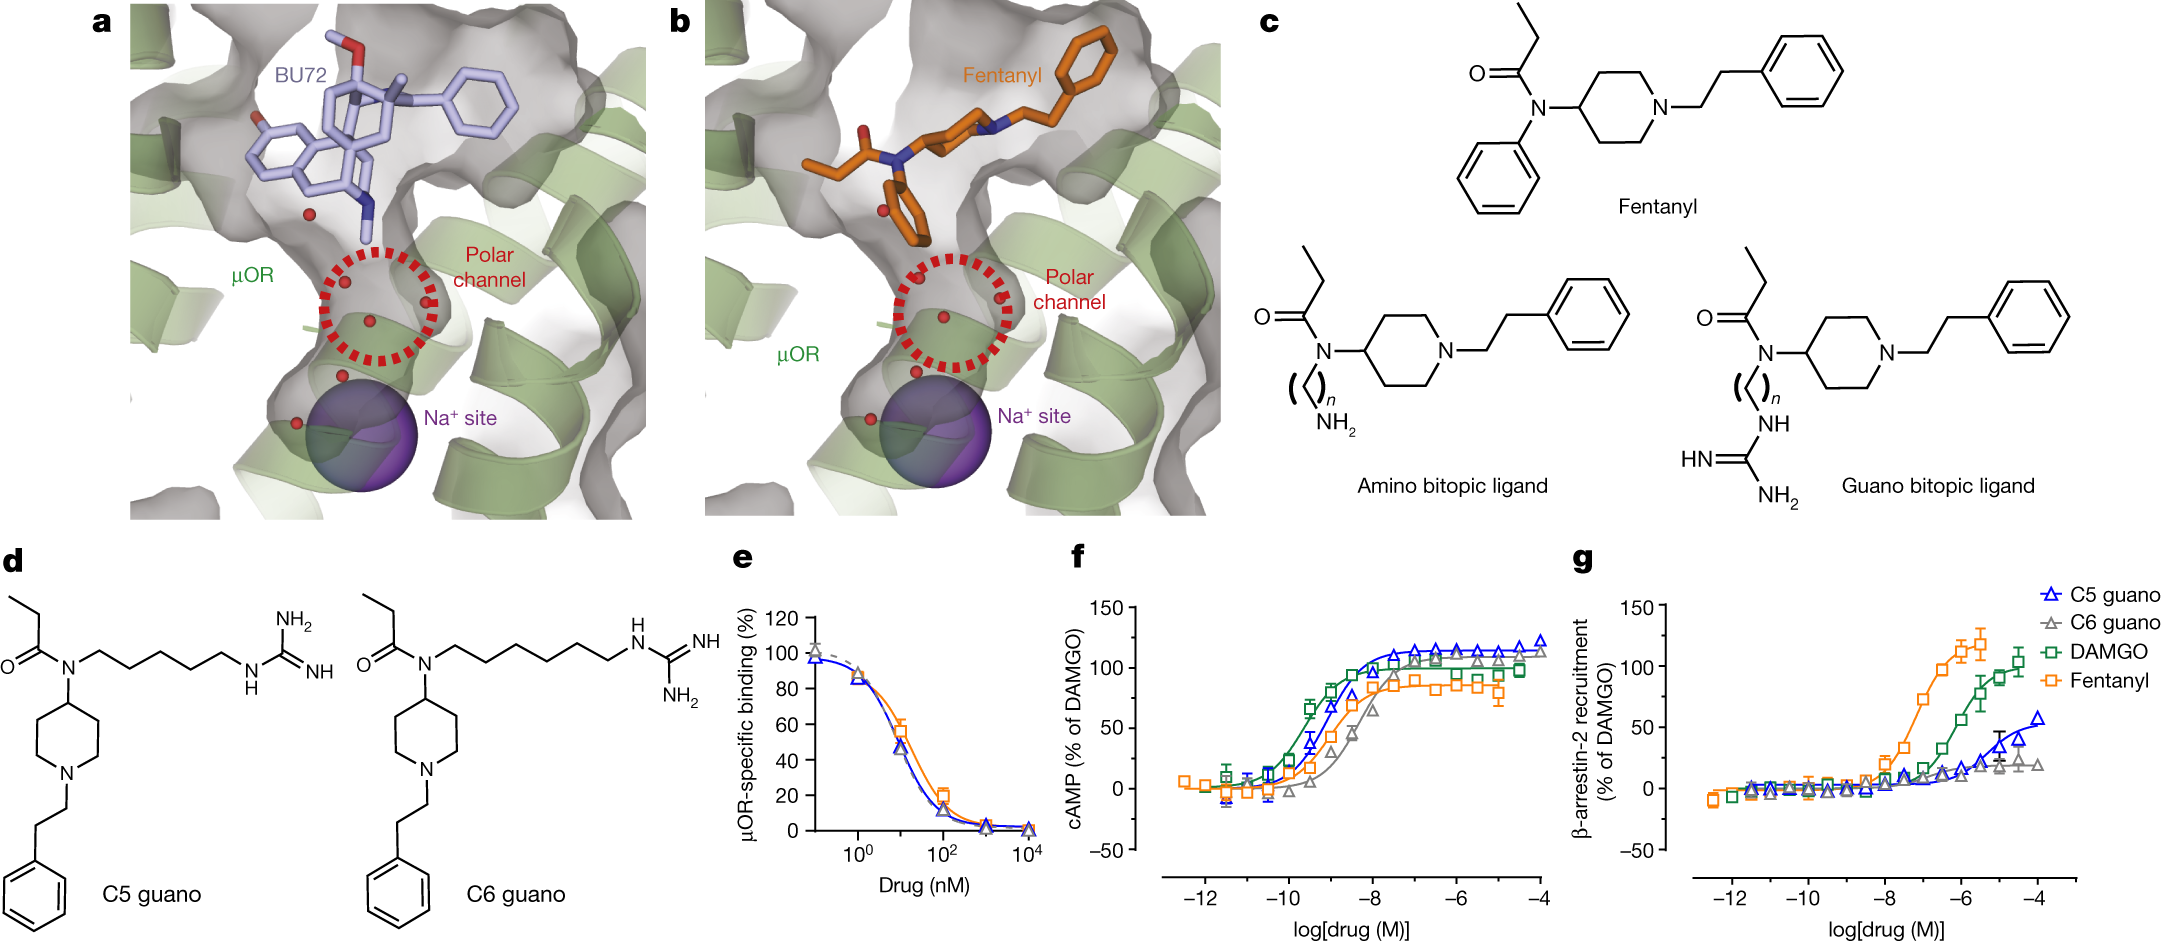 a
BU72
μOR
Polar
channel
Na⁺ site
b
Fentanyl
μOR
Polar
channel
Na⁺ site
c
O
N
N
Fentanyl
O
N
N
( )n
NH₂
Amino bitopic ligand
O
N
N
( )n
NH
HN
NH₂
Guano bitopic ligand
d
O
N
N
H
NH₂
NH
N
C5 guano
O
N
H
N
NH
NH₂
N
C6 guano
e
μOR-specific binding (%)
120
100
80
60
40
20
0
10⁰ 10² 10⁴
Drug (nM)
f
cAMP (% of DAMGO)
150
100
50
0
−50
−12 −10 −8 −6 −4
log[drug (M)]
g
β-arrestin-2 recruitment
(% of DAMGO)
150
100
50
0
−50
−12 −10 −8 −6 −4
log[drug (M)]
C5 guano
C6 guano
DAMGO
Fentanyl